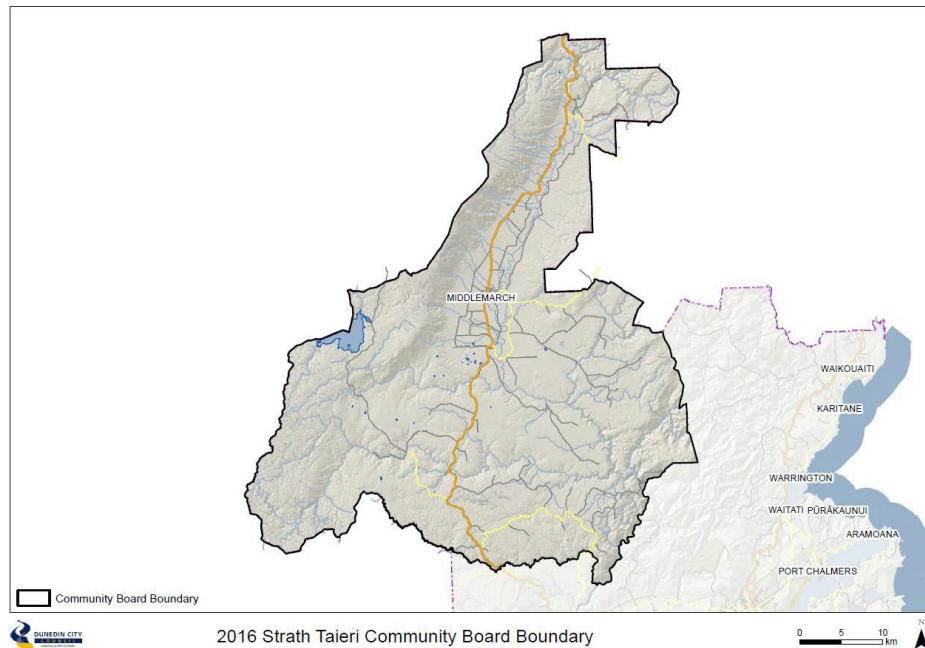 MIDDLEMARCH
WAIKOUAITI
KARITANE
WARRINGTON
WAITATI PŪRĀKAUNUI
ARAMOANA
PORT CHALMERS
Community Board Boundary
DUNEDIN CITY
COUNCIL
2016 Strath Taieri Community Board Boundary
0 5 10
km
N